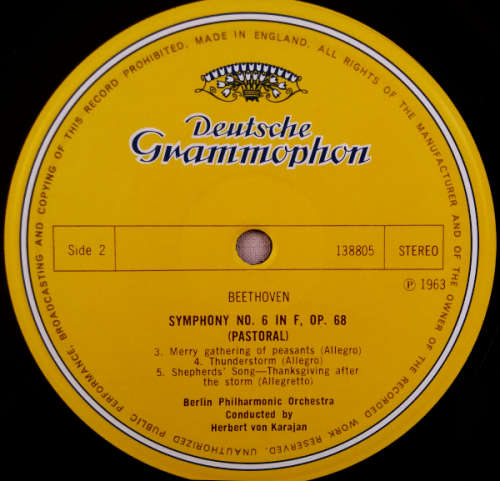 ALL RIGHTS OF THE MANUFACTURER AND OF THE OWNER OF THE RECORDED WORK RESERVED. UNAUTHORIZED PUBLIC PERFORMANCE, BROADCASTING AND COPYING OF THIS RECORD PROHIBITED. MADE IN ENGLAND.
Deutsche
Grammophon
Side 2 138805 STEREO
Ⓟ 1963
BEETHOVEN
SYMPHONY NO. 6 IN F, OP. 68
(PASTORAL)
3. Merry gathering of peasants (Allegro)
4. Thunderstorm (Allegro)
5. Shepherds' Song—Thanksgiving after
the storm (Allegretto)
Berlin Philharmonic Orchestra
Conducted by
Herbert von Karajan